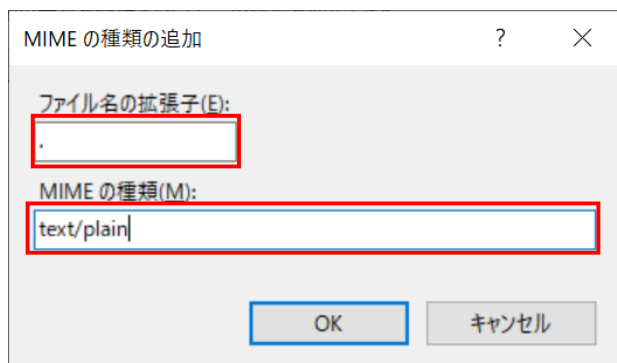 MIME の種類の追加
?
ファイル名の拡張子(E):
.
MIME の種類(M):
text/plain
OK
キャンセル